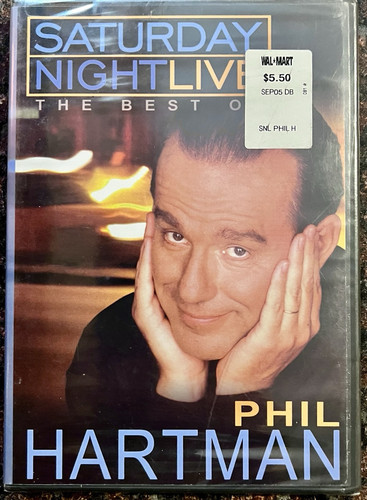 SATURDAY
NIGHTLIVE
THE BEST O
WAL★MART
$5.50
SEP05 DB
SNL PHIL H
PHIL
HARTMAN